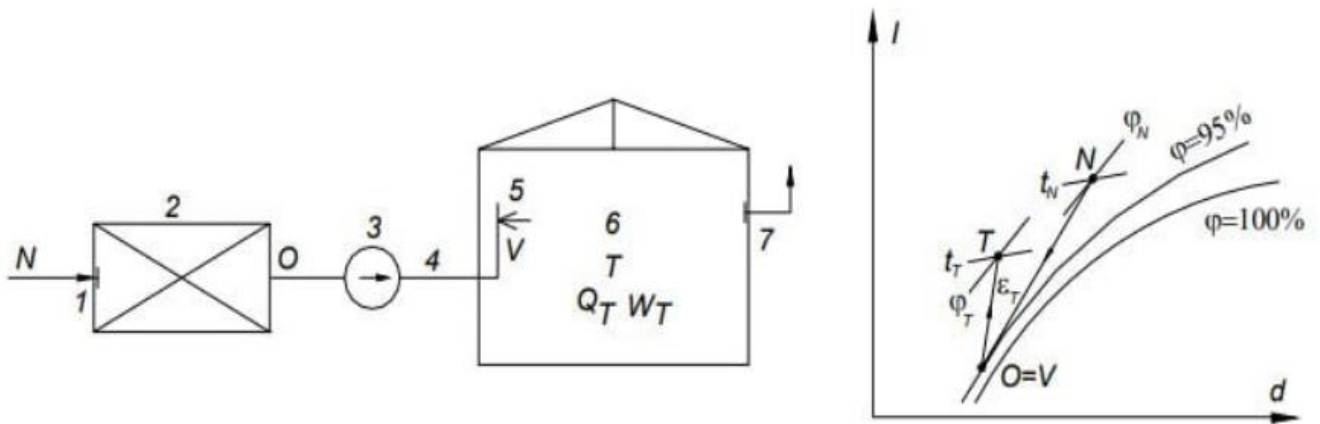 2
N
1
O
3
4
5
V
6
T
Q_T W_T
7
I
φ_N
N
t_N
φ=95%
φ=100%
T
t_T
φ_T
ε_T
O=V
d